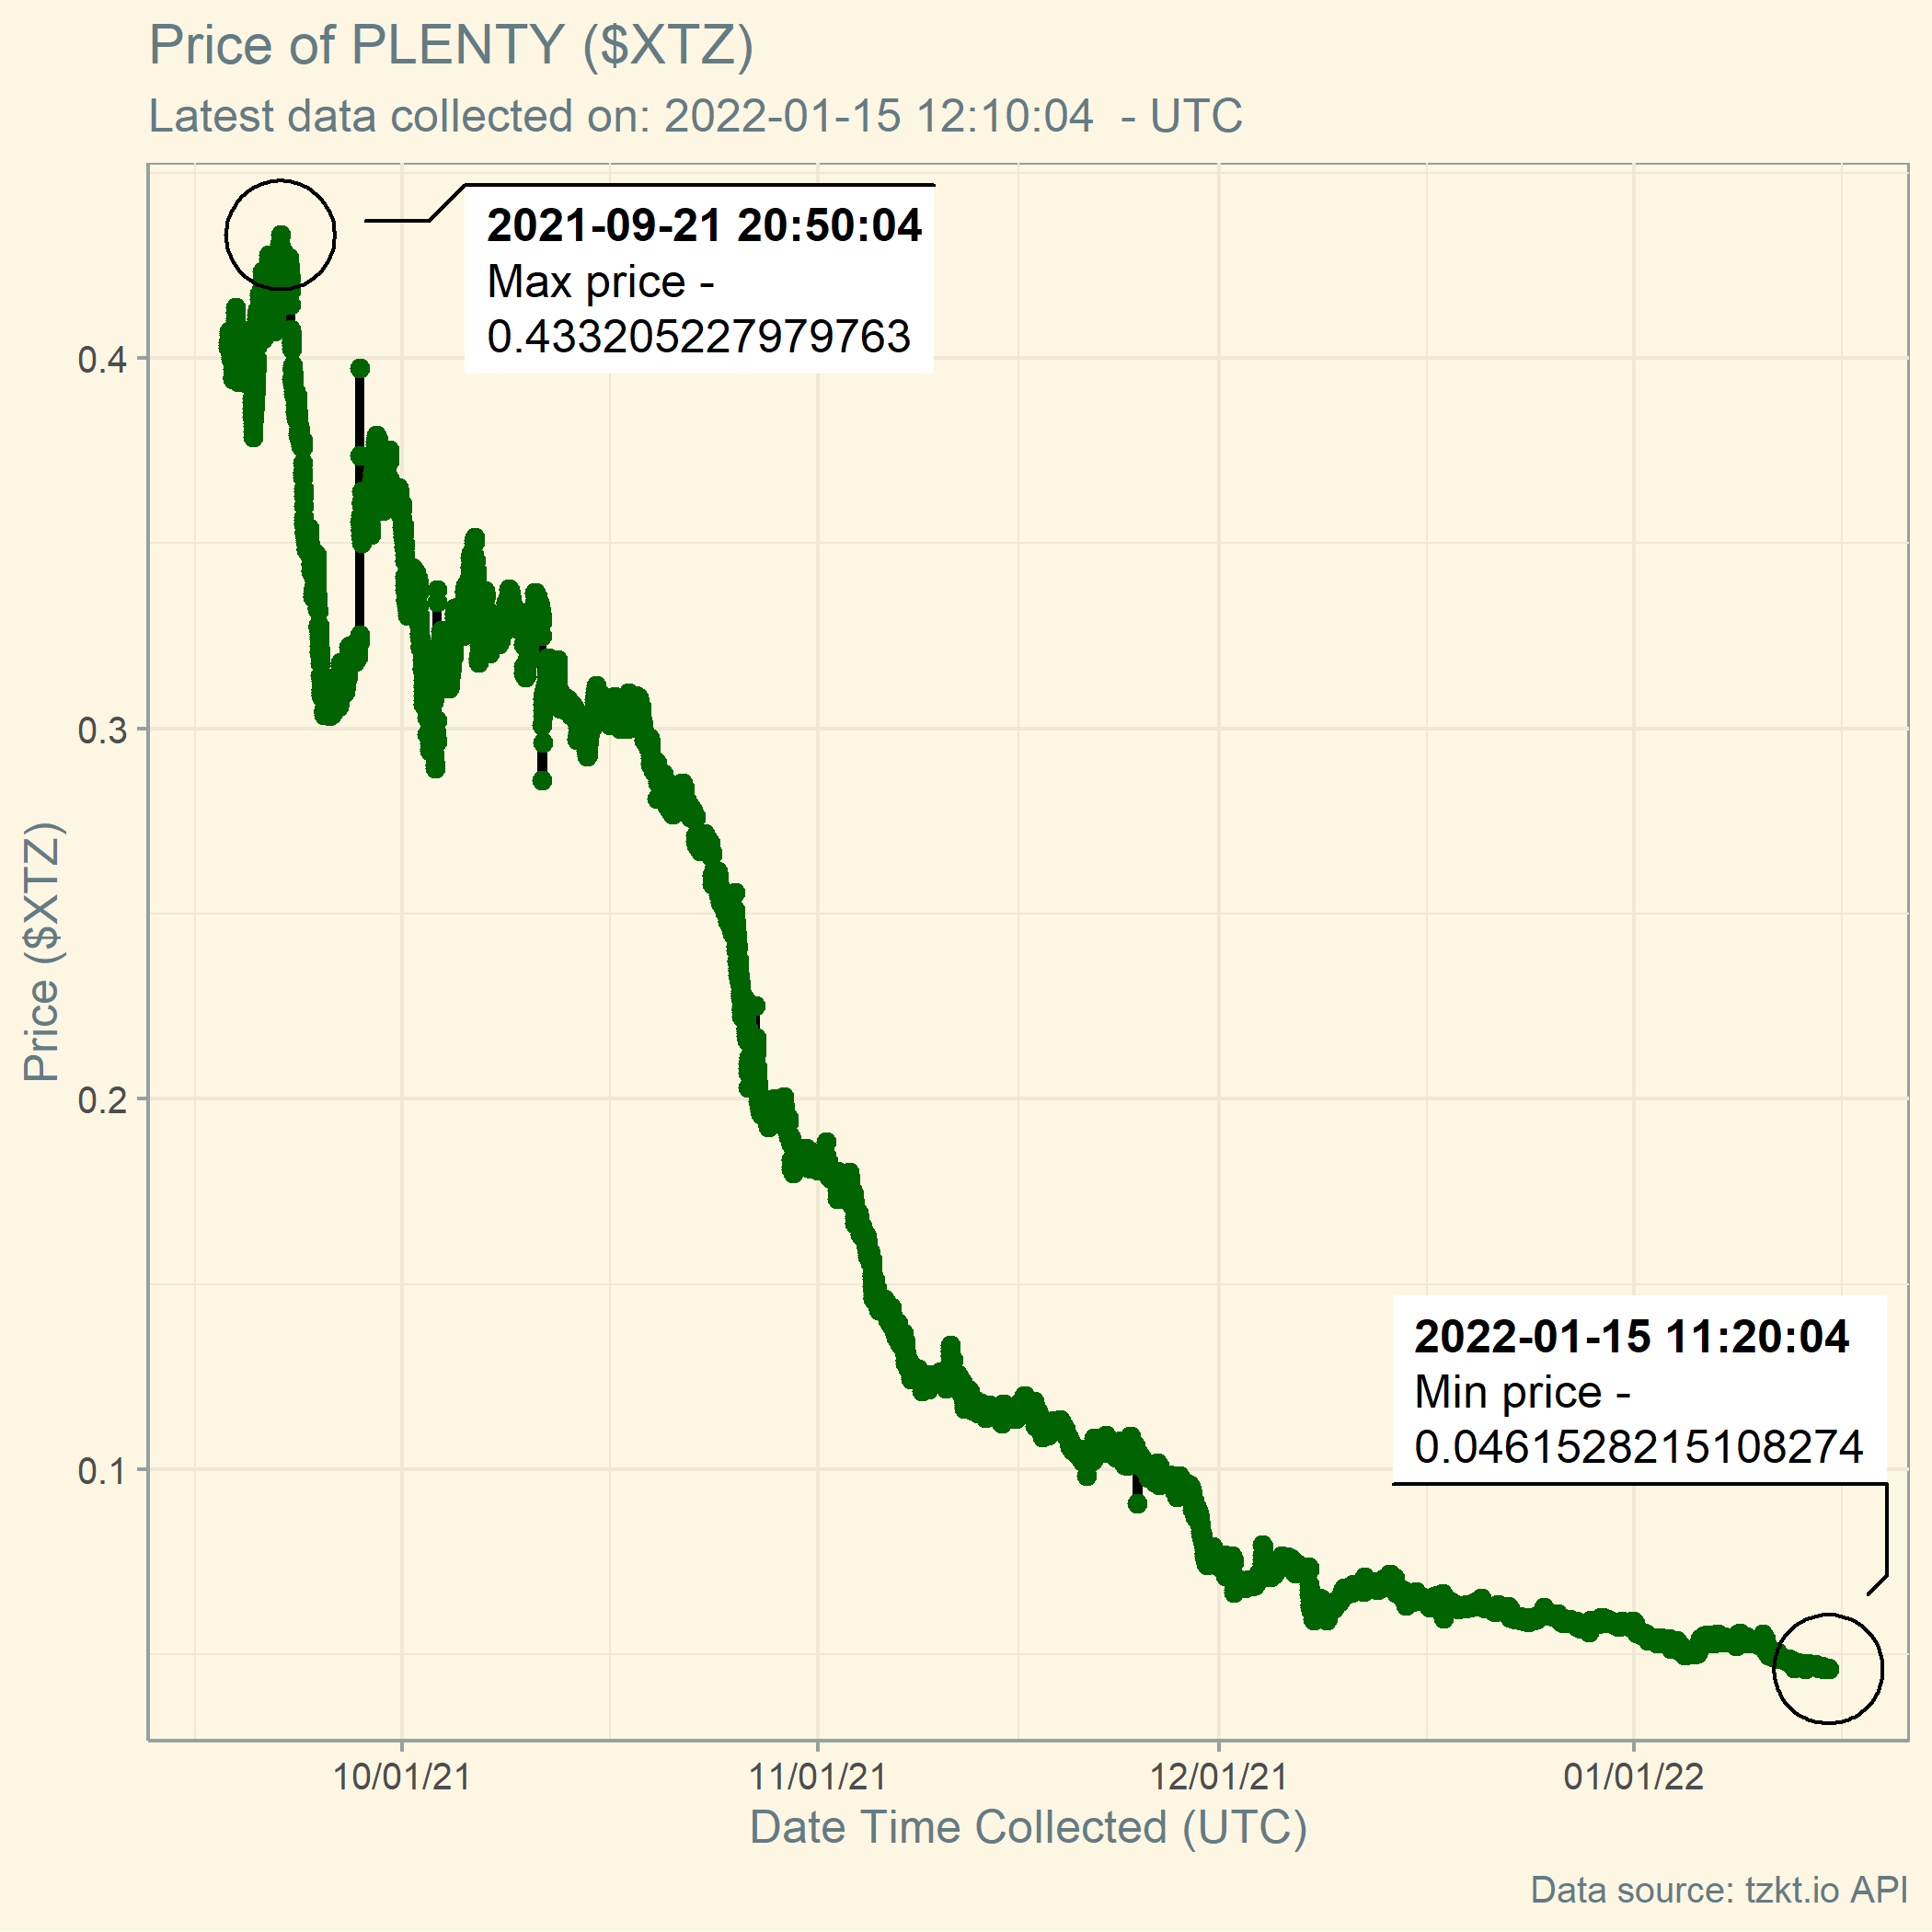 Price of PLENTY ($XTZ)
Latest data collected on: 2022-01-15 12:10:04  - UTC
2021-09-21 20:50:04
Max price -
0.433205227979763
0.4
0.3
0.2
0.1
Price ($XTZ)
2022-01-15 11:20:04
Min price -
0.0461528215108274
10/01/21
11/01/21
12/01/21
01/01/22
Date Time Collected (UTC)
Data source: tzkt.io API